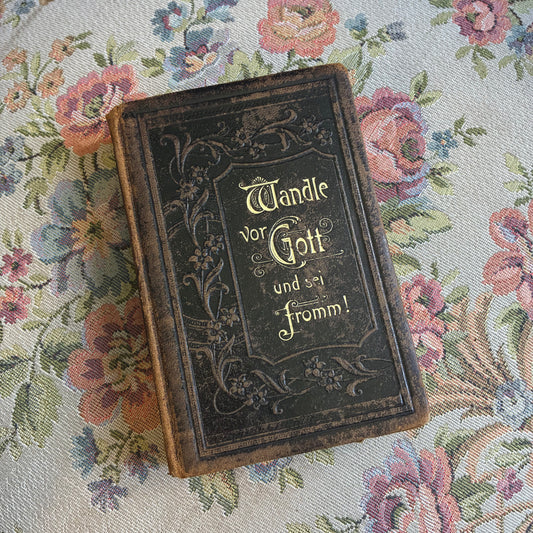 Wandle
vor Gott
und sei
fromm!